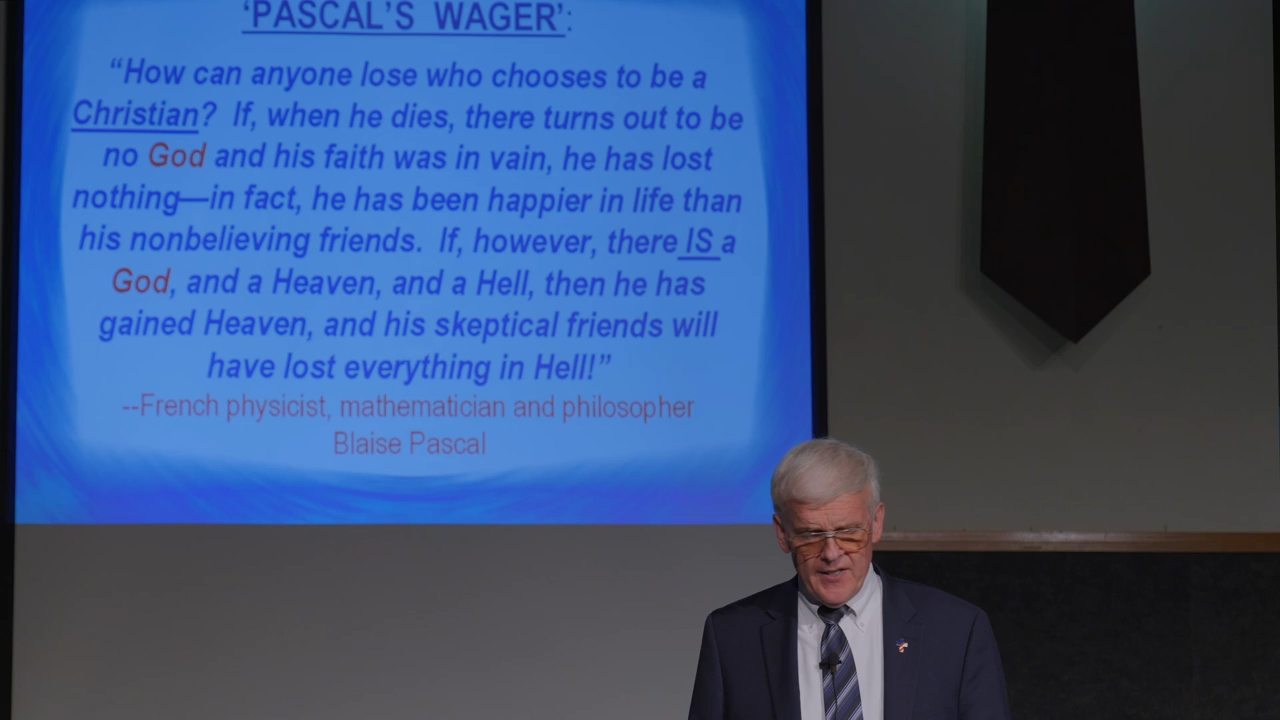 ‘PASCAL’S WAGER’:
“How can anyone lose who chooses to be a
Christian? If, when he dies, there turns out to be
no God and his faith was in vain, he has lost
nothing—in fact, he has been happier in life than
his nonbelieving friends. If, however, there IS a
God, and a Heaven, and a Hell, then he has
gained Heaven, and his skeptical friends will
have lost everything in Hell!”
--French physicist, mathematician and philosopher
Blaise Pascal